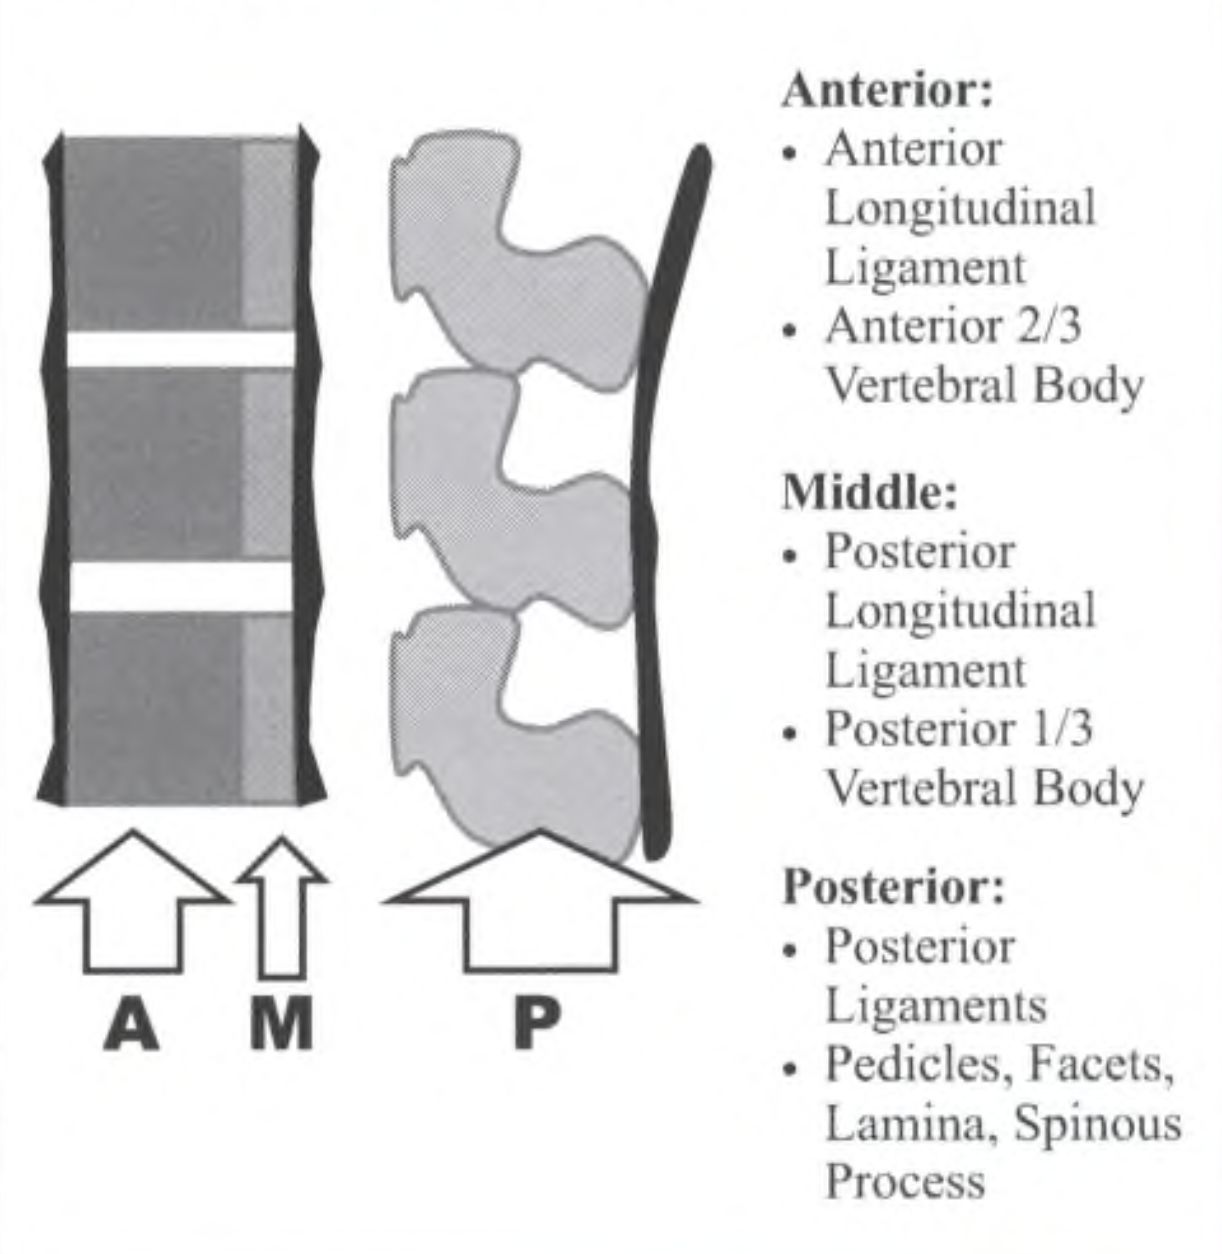 Anterior:
• Anterior
Longitudinal
Ligament
• Anterior 2/3
Vertebral Body
Middle:
• Posterior
Longitudinal
Ligament
• Posterior 1/3
Vertebral Body
Posterior:
• Posterior
Ligaments
• Pedicles, Facets,
Lamina, Spinous
Process
A M P